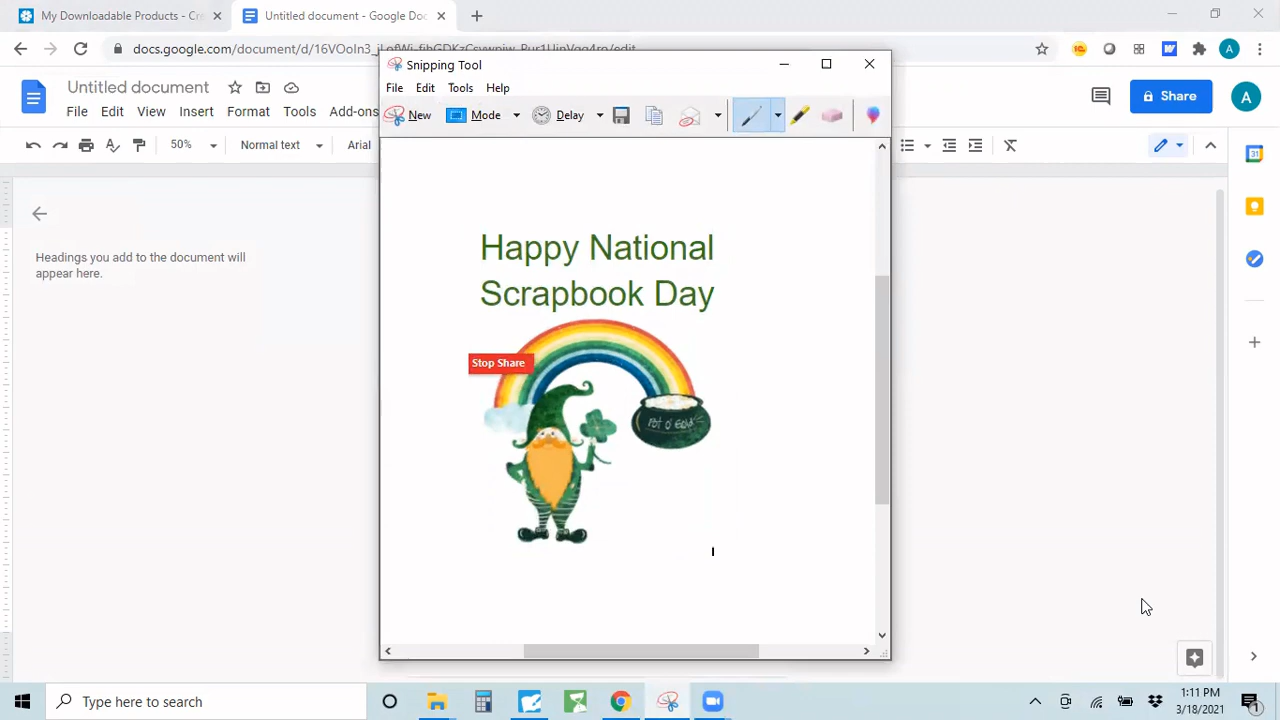 My Downloadable Products - Cr
Untitled document - Google Doc
docs.google.com/document/d/
/edit
Untitled document
File Edit View Insert Format Tools Add-ons
Share
A
50% Normal text Arial
Headings you add to the document will
appear here.
Snipping Tool
File Edit Tools Help
New Mode Delay
Happy National
Scrapbook Day
Stop Share
Pot o' Gold
31
Type here to search
1:11 PM
3/18/2021